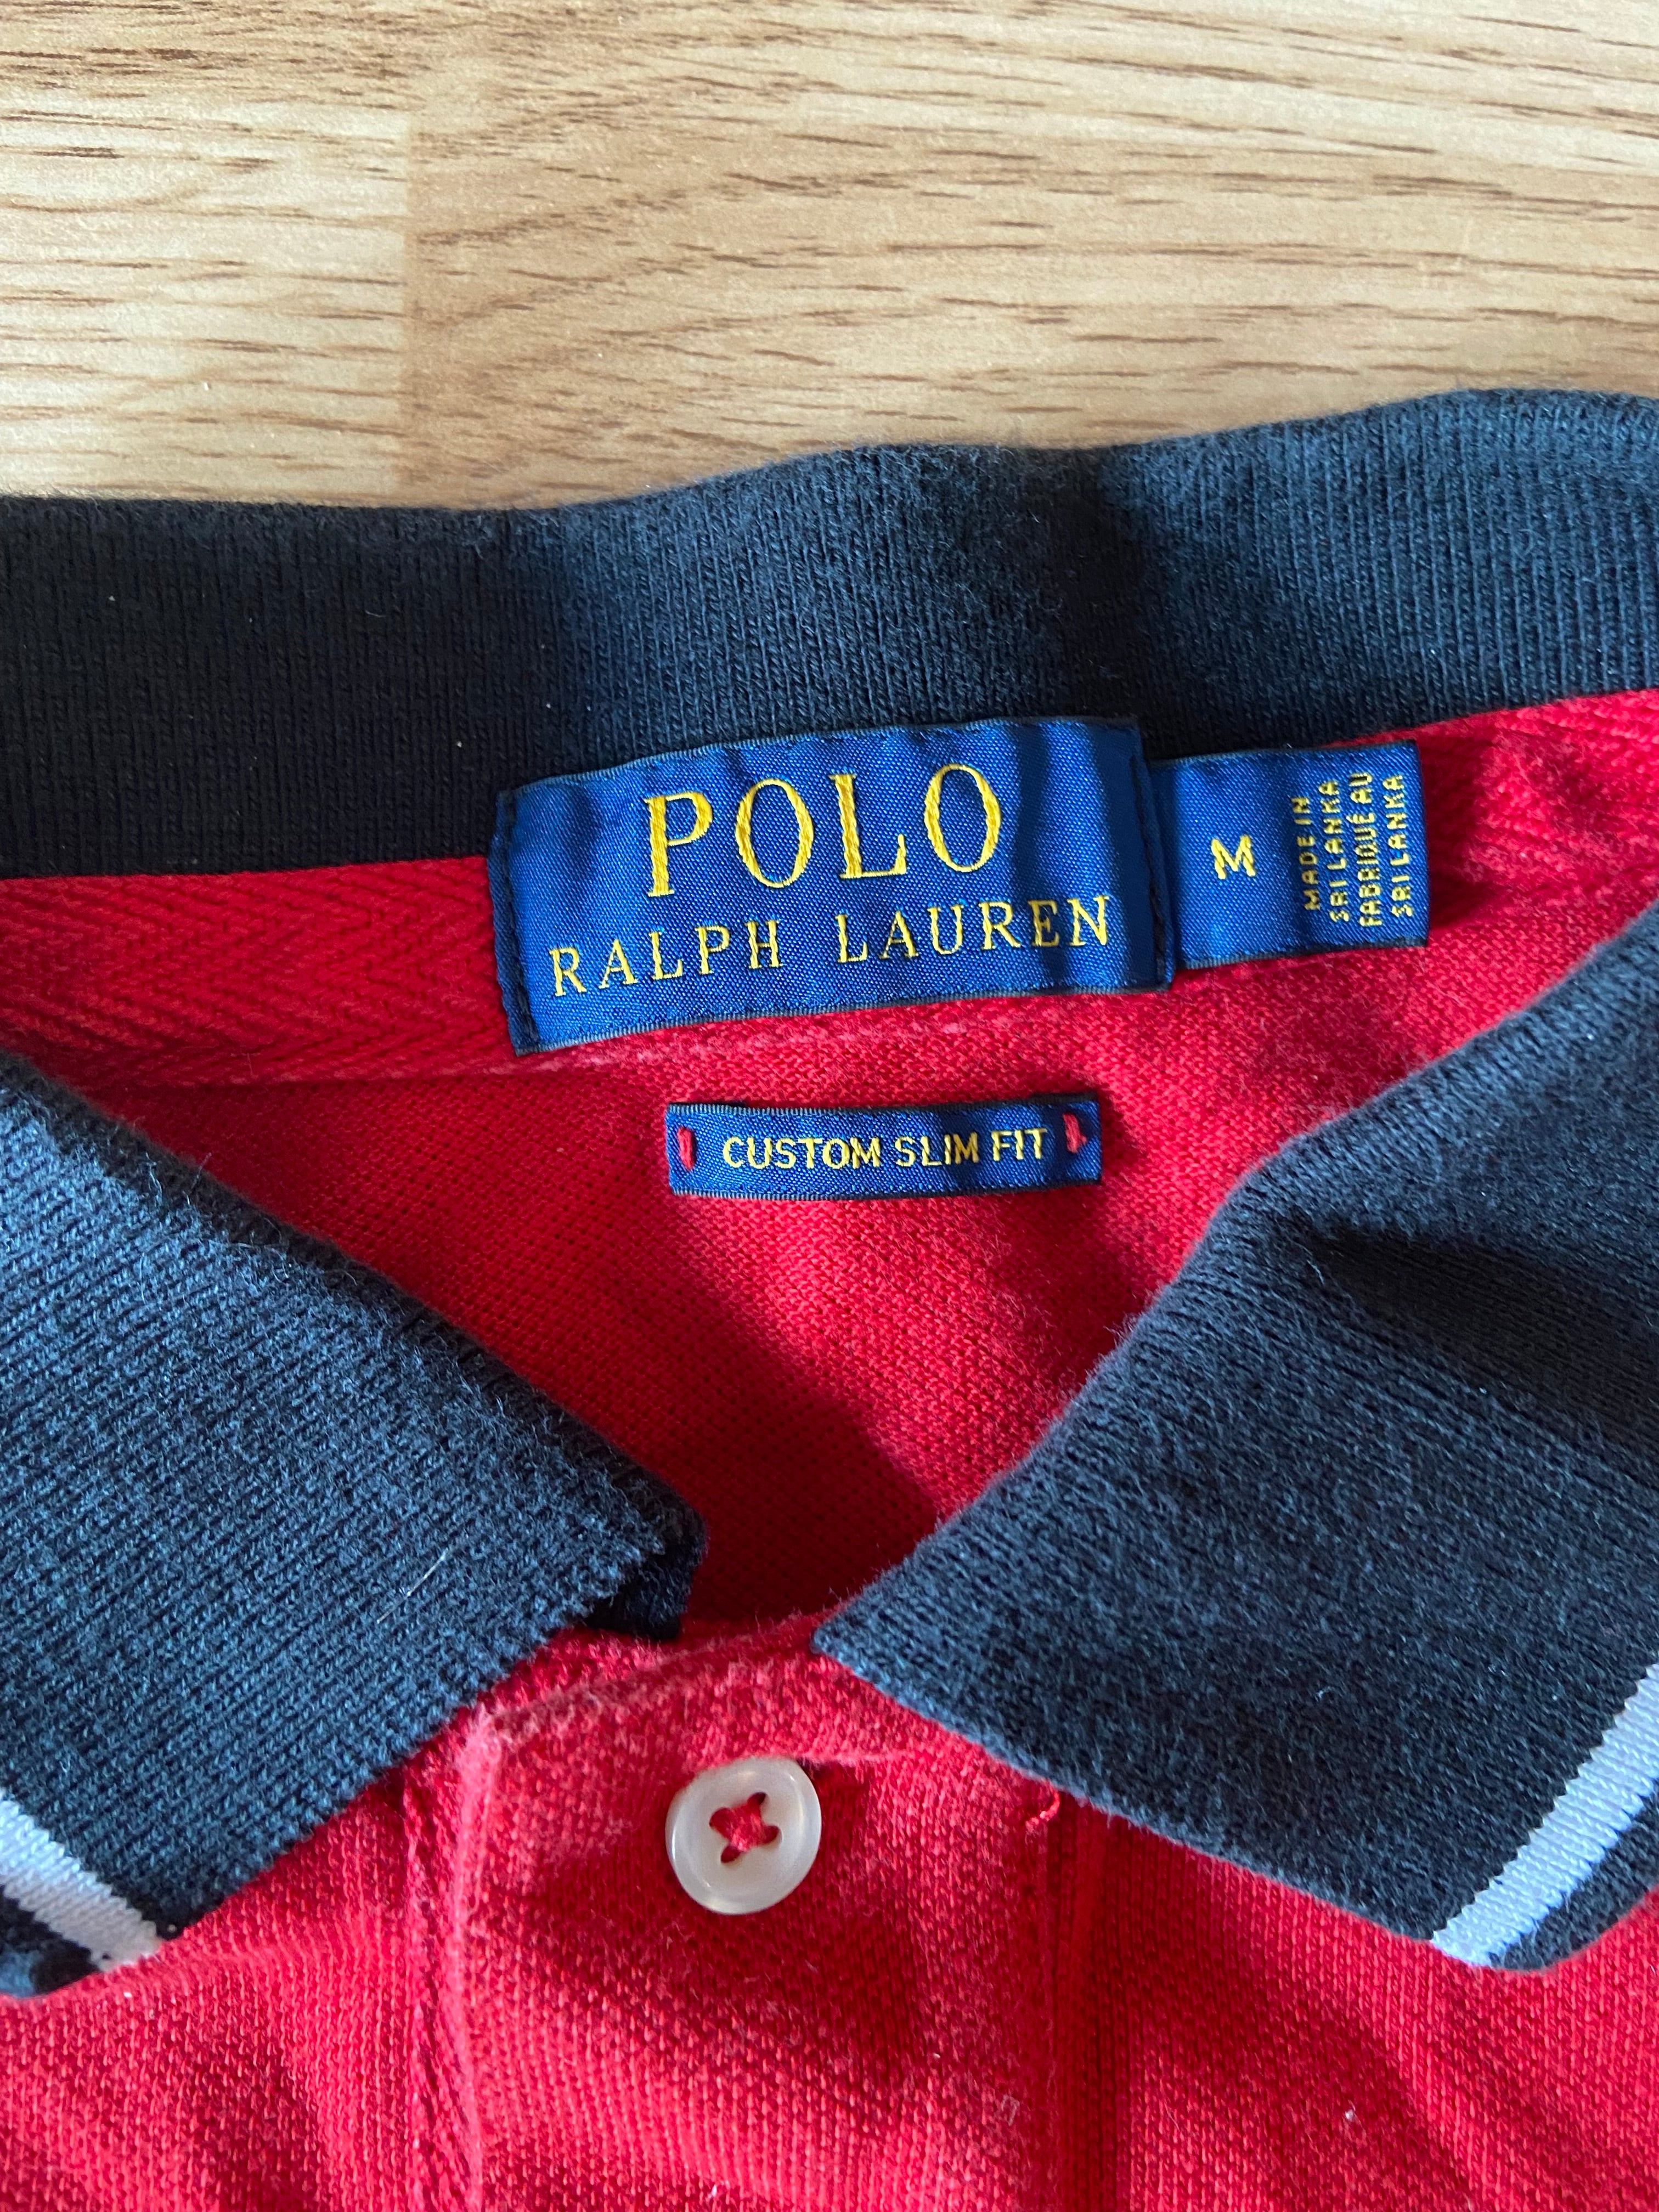 POLO
RALPH LAUREN
M
MADE IN
SRI LANKA
FABRIQUÉ AU
SRI LANKA
CUSTOM SLIM FIT